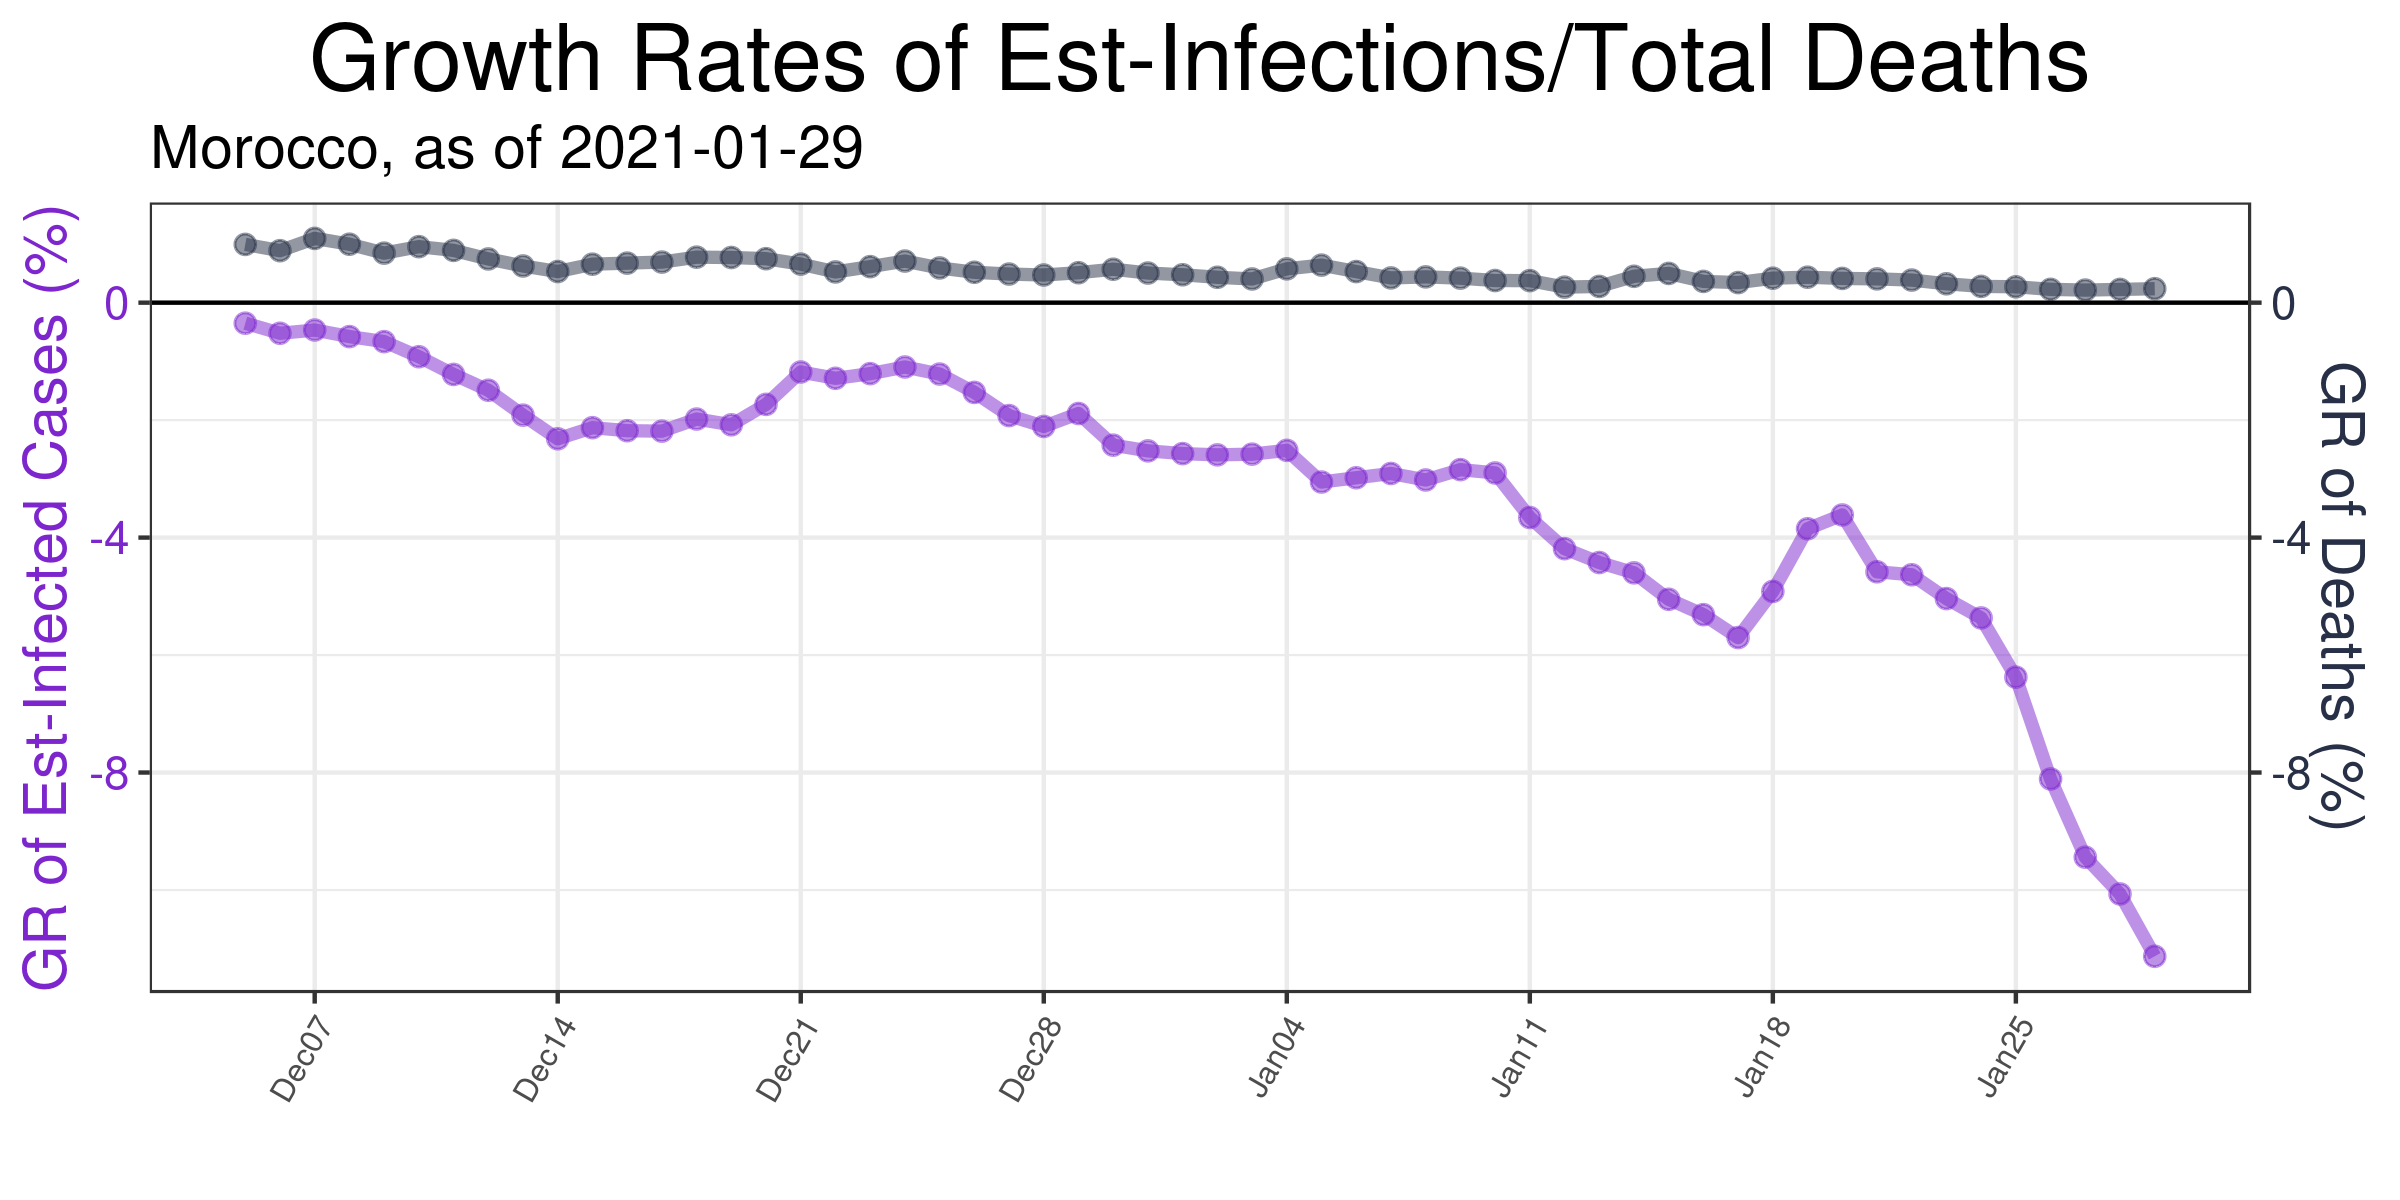 Growth Rates of Est-Infections/Total Deaths
Morocco, as of 2021-01-29
GR of Est-Infected Cases (%)
0
-4
-8
0
-4
-8
GR of Deaths (%)
Dec07
Dec14
Dec21
Dec28
Jan04
Jan11
Jan18
Jan25